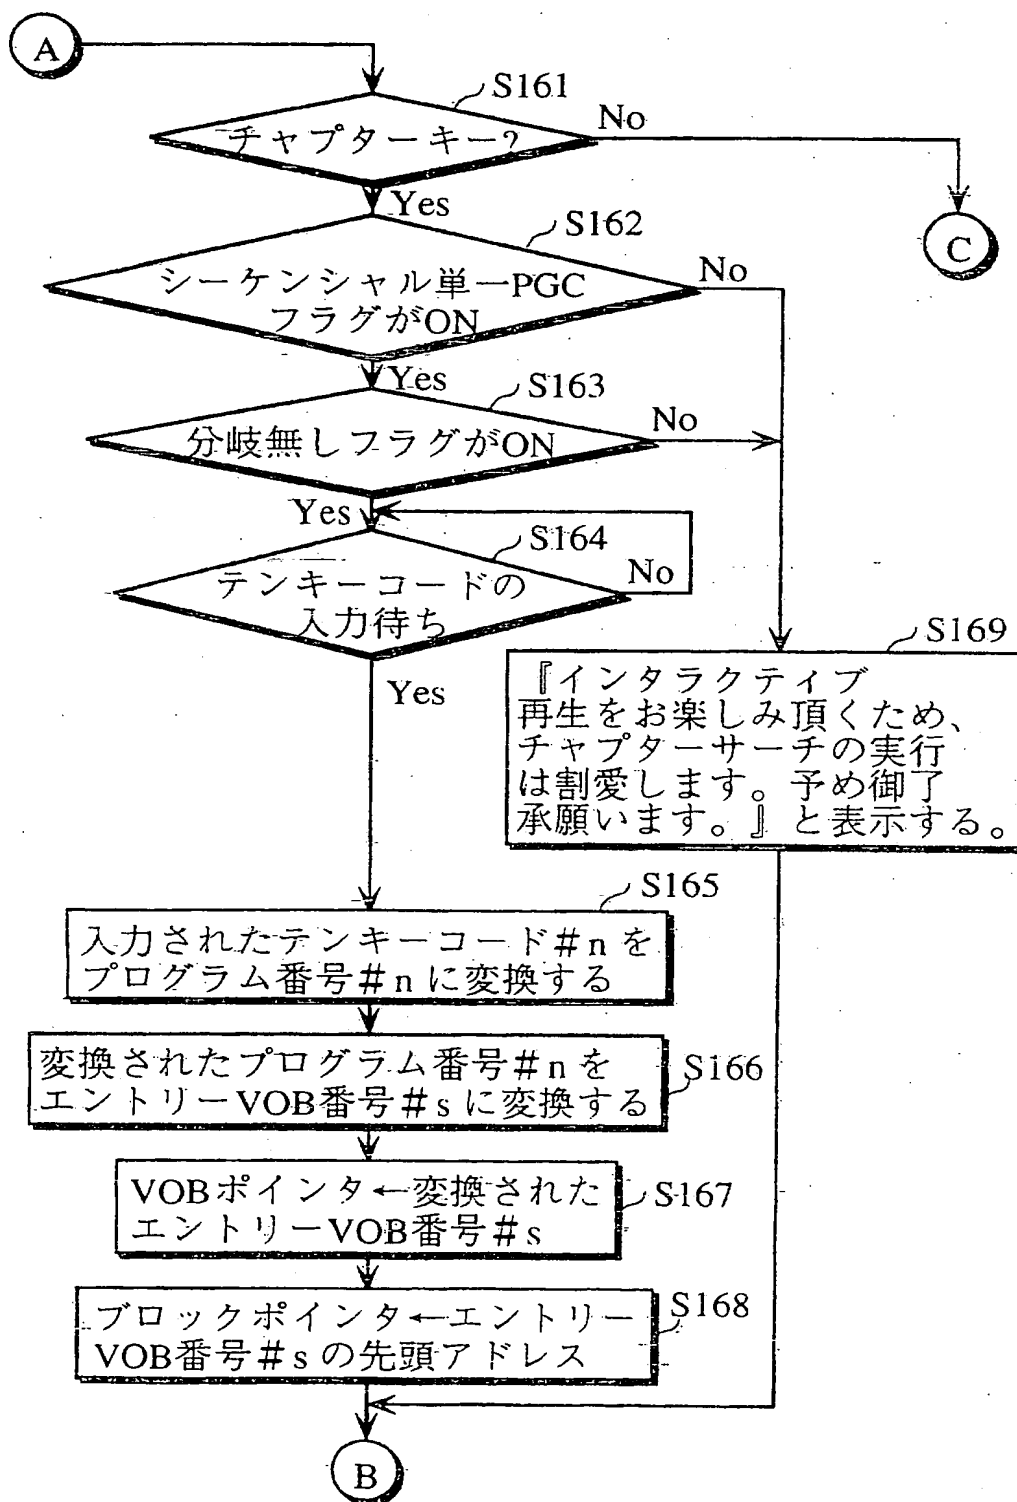 A
S161
チャプターキー?
No
Yes
C
S162
シーケンシャル単一PGC
フラグがON
No
Yes
S163
分岐無しフラグがON
No
Yes
S164
テンキーコードの
入力待ち
No
Yes
S169
『インタラクティブ
再生をお楽しみ頂くため、
チャプターサーチの実行
は割愛します。予め御了
承願います。』と表示する。
S165
入力されたテンキーコード#nを
プログラム番号#nに変換する
変換されたプログラム番号#nを
エントリーVOB番号#sに変換する
S166
VOBポインタ←変換された
エントリーVOB番号#s
S167
ブロックポインタ←エントリー
VOB番号#sの先頭アドレス
S168
B